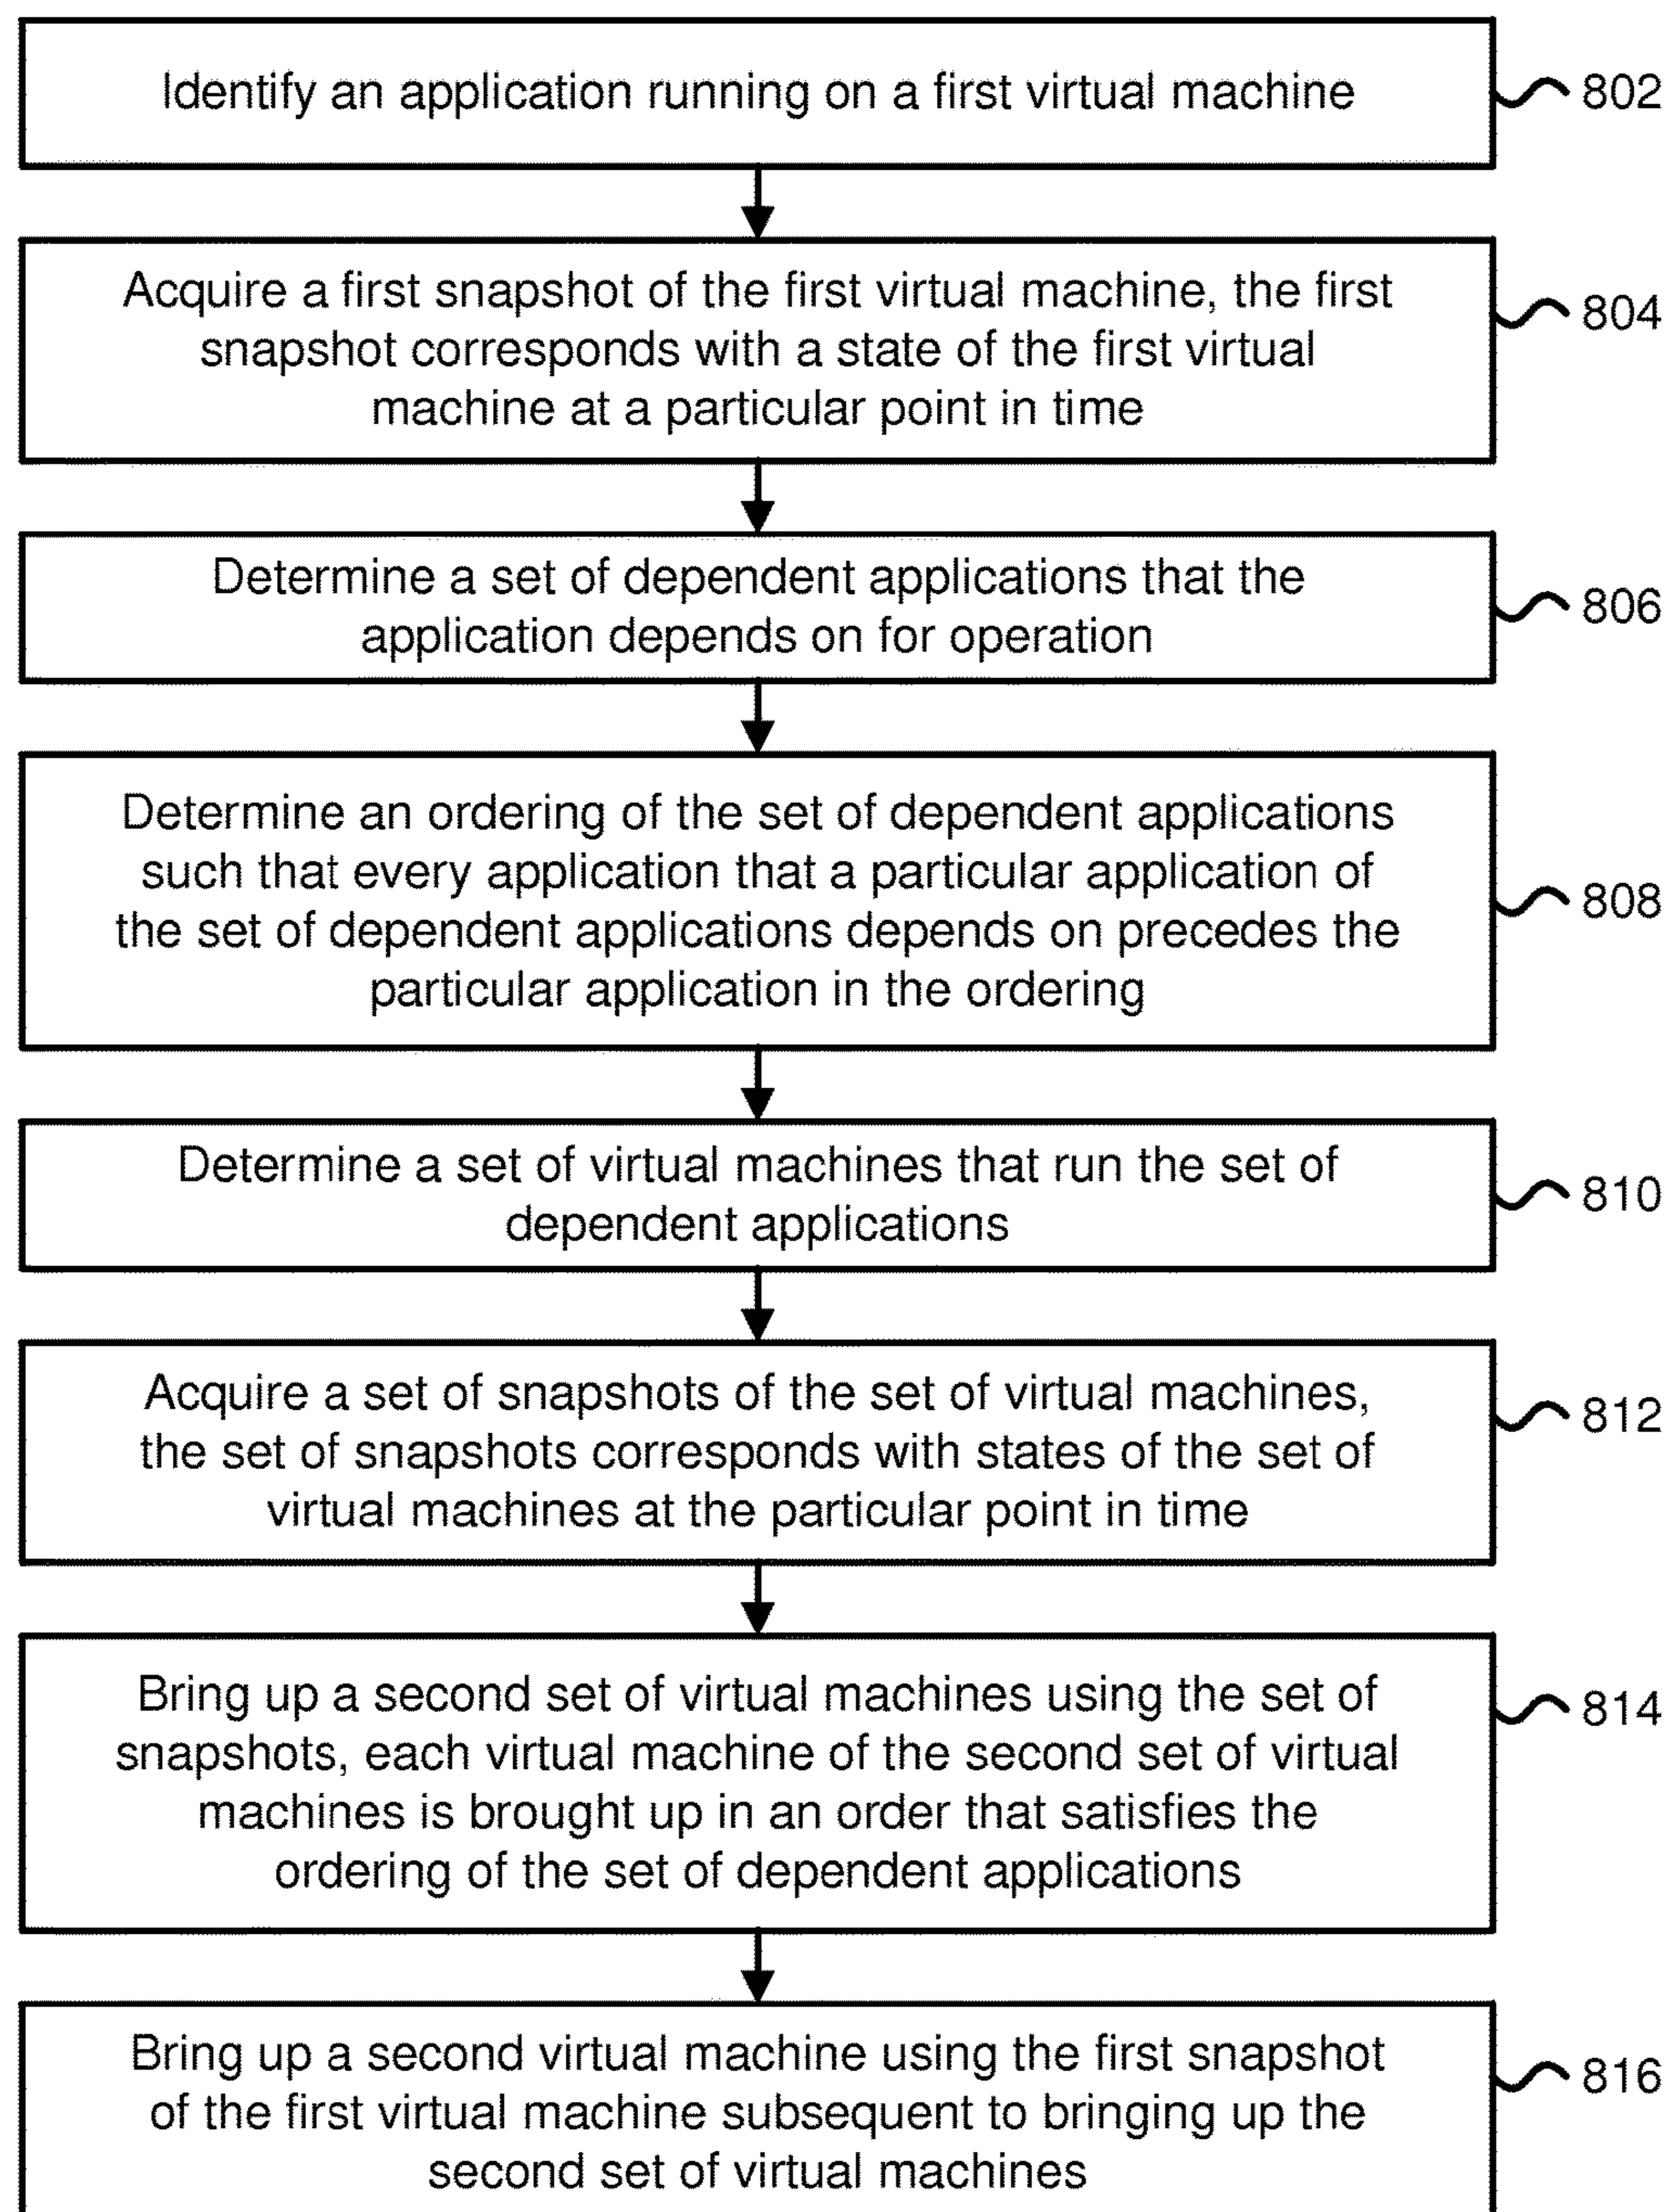 Identify an application running on a first virtual machine
802
Acquire a first snapshot of the first virtual machine, the first
snapshot corresponds with a state of the first virtual
machine at a particular point in time
804
Determine a set of dependent applications that the
application depends on for operation
806
Determine an ordering of the set of dependent applications
such that every application that a particular application of
the set of dependent applications depends on precedes the
particular application in the ordering
808
Determine a set of virtual machines that run the set of
dependent applications
810
Acquire a set of snapshots of the set of virtual machines,
the set of snapshots corresponds with states of the set of
virtual machines at the particular point in time
812
Bring up a second set of virtual machines using the set of
snapshots, each virtual machine of the second set of virtual
machines is brought up in an order that satisfies the
ordering of the set of dependent applications
814
Bring up a second virtual machine using the first snapshot
of the first virtual machine subsequent to bringing up the
second set of virtual machines
816